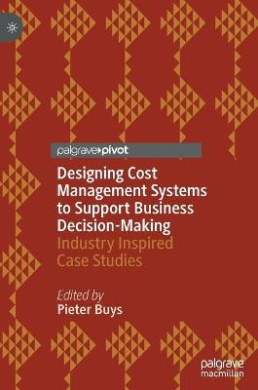 palgrave►pivot
Designing Cost
Management Systems
to Support Business
Decision-Making
Industry Inspired
Case Studies
Edited by
Pieter Buys
palgrave
macmillan